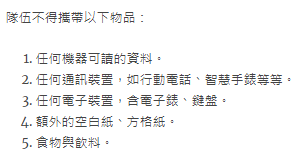 隊伍不得攜帶以下物品：
1. 任何機器可讀的資料。
2. 任何通訊裝置，如行動電話、智慧手錶等等。
3. 任何電子裝置，含電子錶、鍵盤。
4. 額外的空白紙、方格紙。
5. 食物與飲料。